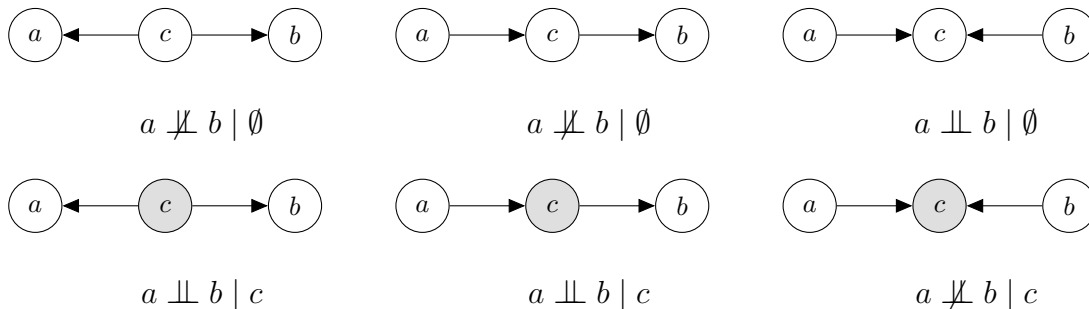 a c b a c b a c b
a ⫫̸ b | ∅ a ⫫̸ b | ∅ a ⫫ b | ∅
a c b a c b a c b
a ⫫ b | c a ⫫ b | c a ⫫̸ b | c